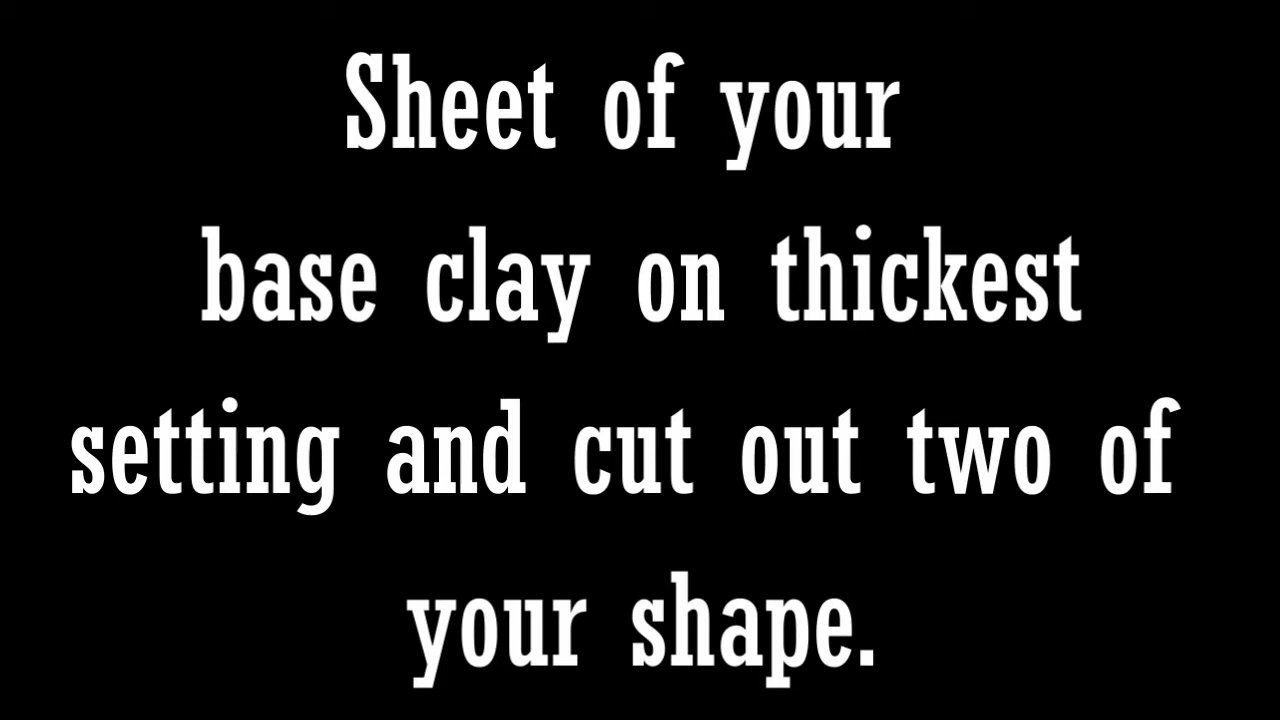 Sheet of your
base clay on thickest
setting and cut out two of
your shape.